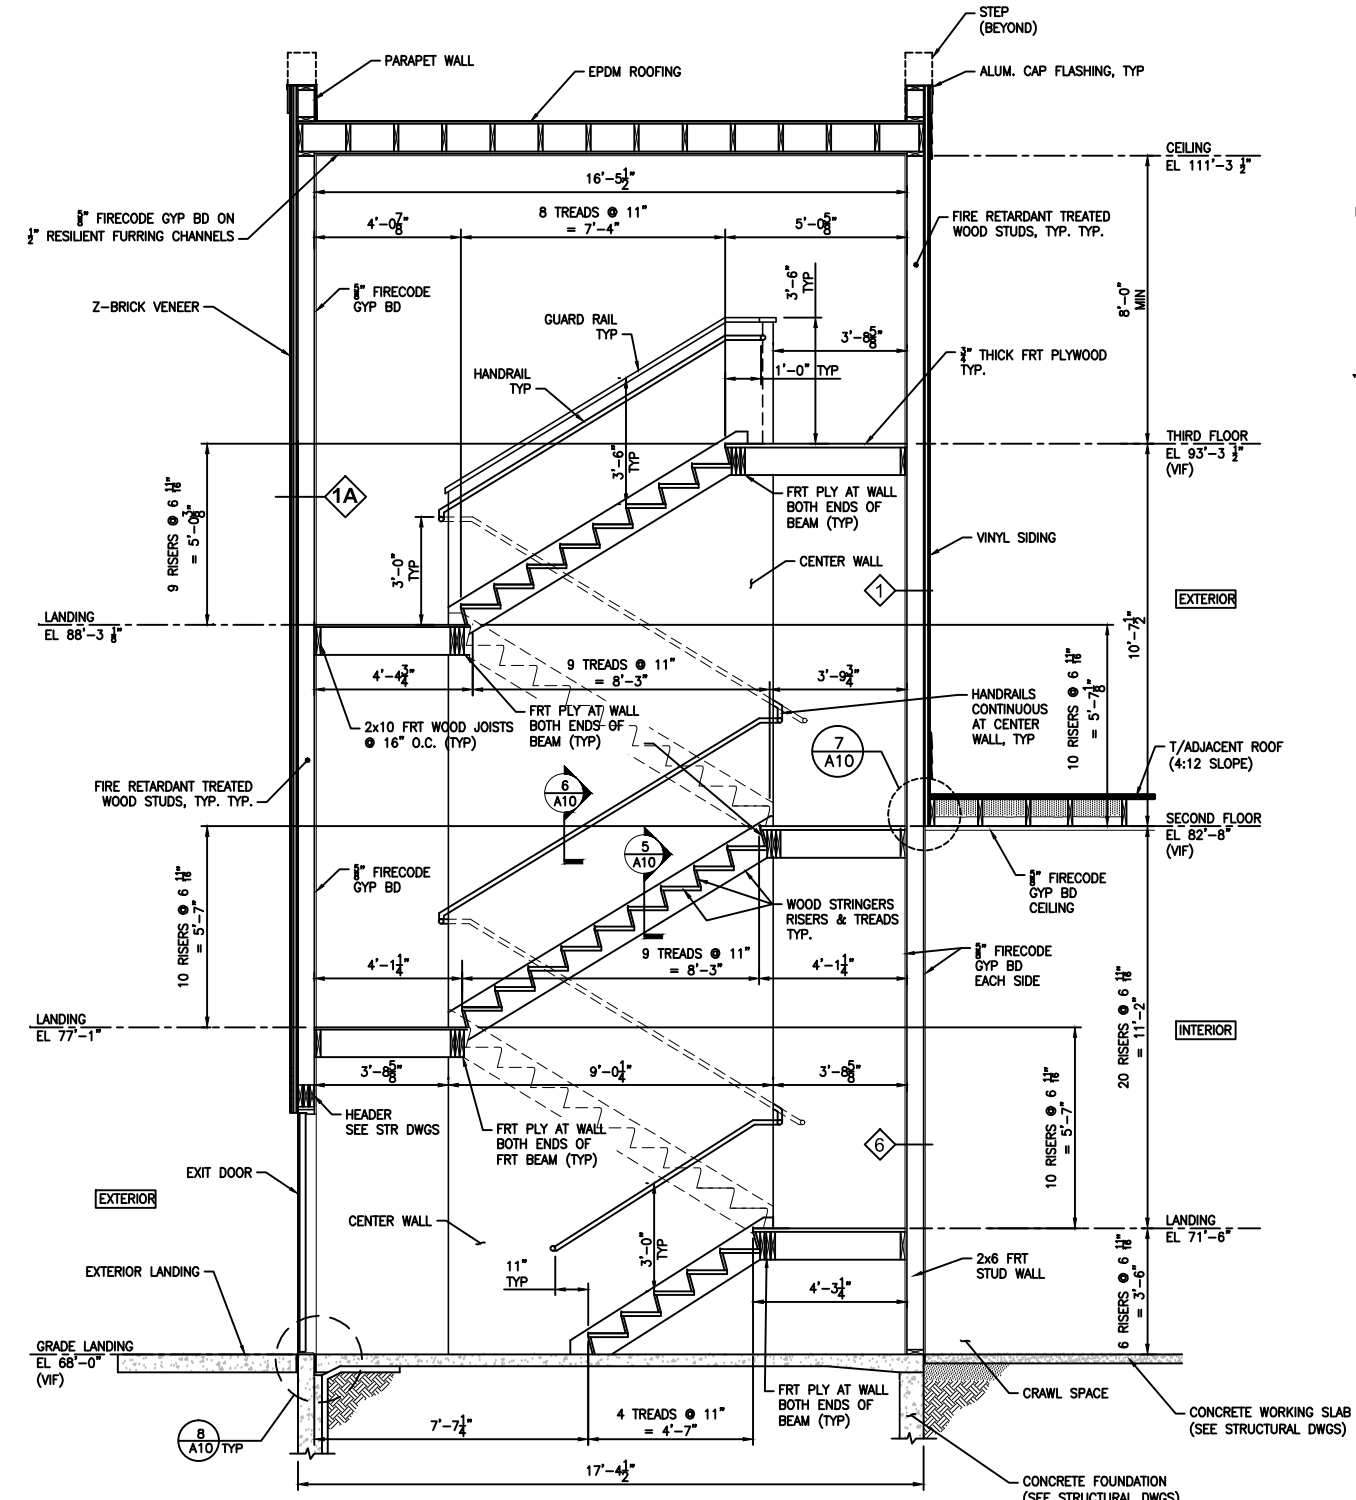 STEP
(BEYOND)
PARAPET WALL
EPDM ROOFING
ALUM. CAP FLASHING, TYP
CEILING
EL 111'-3 1/2"
16'-5 1/2"
5/8" FIRECODE GYP BD ON
1/2" RESILIENT FURRING CHANNELS
4'-0 7/8"
8 TREADS @ 11"
= 7'-4"
5'-0 5/8"
FIRE RETARDANT TREATED
WOOD STUDS, TYP. TYP.
3'-6"
TYP
8'-0"
MIN
Z-BRICK VENEER
5/8" FIRECODE
GYP BD
GUARD RAIL
TYP
3'-8 5/8"
3/4" THICK FRT PLYWOOD
TYP.
HANDRAIL
TYP
1'-0" TYP
THIRD FLOOR
EL 93'-3 1/2"
(VIF)
3'-6"
TYP
9 RISERS @ 6 11/16"
= 5'-0 3/8"
1A
FRT PLY AT WALL
BOTH ENDS OF
BEAM (TYP)
VINYL SIDING
3'-0"
TYP
CENTER WALL
1
EXTERIOR
LANDING
EL 88'-3 1/8"
10'-7 1/2"
10 RISERS @ 6 11/16"
= 5'-7 1/8"
4'-4 3/4"
9 TREADS @ 11"
= 8'-3"
3'-9 3/4"
HANDRAILS
CONTINUOUS
AT CENTER
WALL, TYP
2x10 FRT WOOD JOISTS
@ 16" O.C. (TYP)
FRT PLY AT WALL
BOTH ENDS OF
BEAM (TYP)
7
A10
T/ADJACENT ROOF
(4:12 SLOPE)
FIRE RETARDANT TREATED
WOOD STUDS, TYP. TYP.
6
A10
SECOND FLOOR
EL 82'-8"
(VIF)
5
A10
5/8" FIRECODE
GYP BD
5/8" FIRECODE
GYP BD
CEILING
10 RISERS @ 6 11/16"
= 5'-7"
WOOD STRINGERS
RISERS & TREADS
TYP.
4'-1 1/4"
9 TREADS @ 11"
= 8'-3"
4'-1 1/4"
5/8" FIRECODE
GYP BD
EACH SIDE
LANDING
EL 77'-1"
20 RISERS @ 6 11/16"
= 11'-2"
INTERIOR
3'-8 5/8"
9'-0 1/4"
3'-8 5/8"
HEADER
SEE STR DWGS
FRT PLY AT WALL
BOTH ENDS OF
FRT BEAM (TYP)
10 RISERS @ 6 11/16"
= 5'-7"
6
EXIT DOOR
EXTERIOR
CENTER WALL
3'-0"
TYP
LANDING
EL 71'-6"
EXTERIOR LANDING
11"
TYP
4'-3 1/4"
2x6 FRT
STUD WALL
6 RISERS @ 6 11/16"
= 3'-6"
GRADE LANDING
EL 68'-0"
(VIF)
FRT PLY AT WALL
BOTH ENDS OF
BEAM (TYP)
CRAWL SPACE
8
A10 TYP
7'-7 1/4"
4 TREADS @ 11"
= 4'-7"
CONCRETE WORKING SLAB
(SEE STRUCTURAL DWGS)
17'-4 1/2"
CONCRETE FOUNDATION
(SEE STRUCTURAL DWGS)